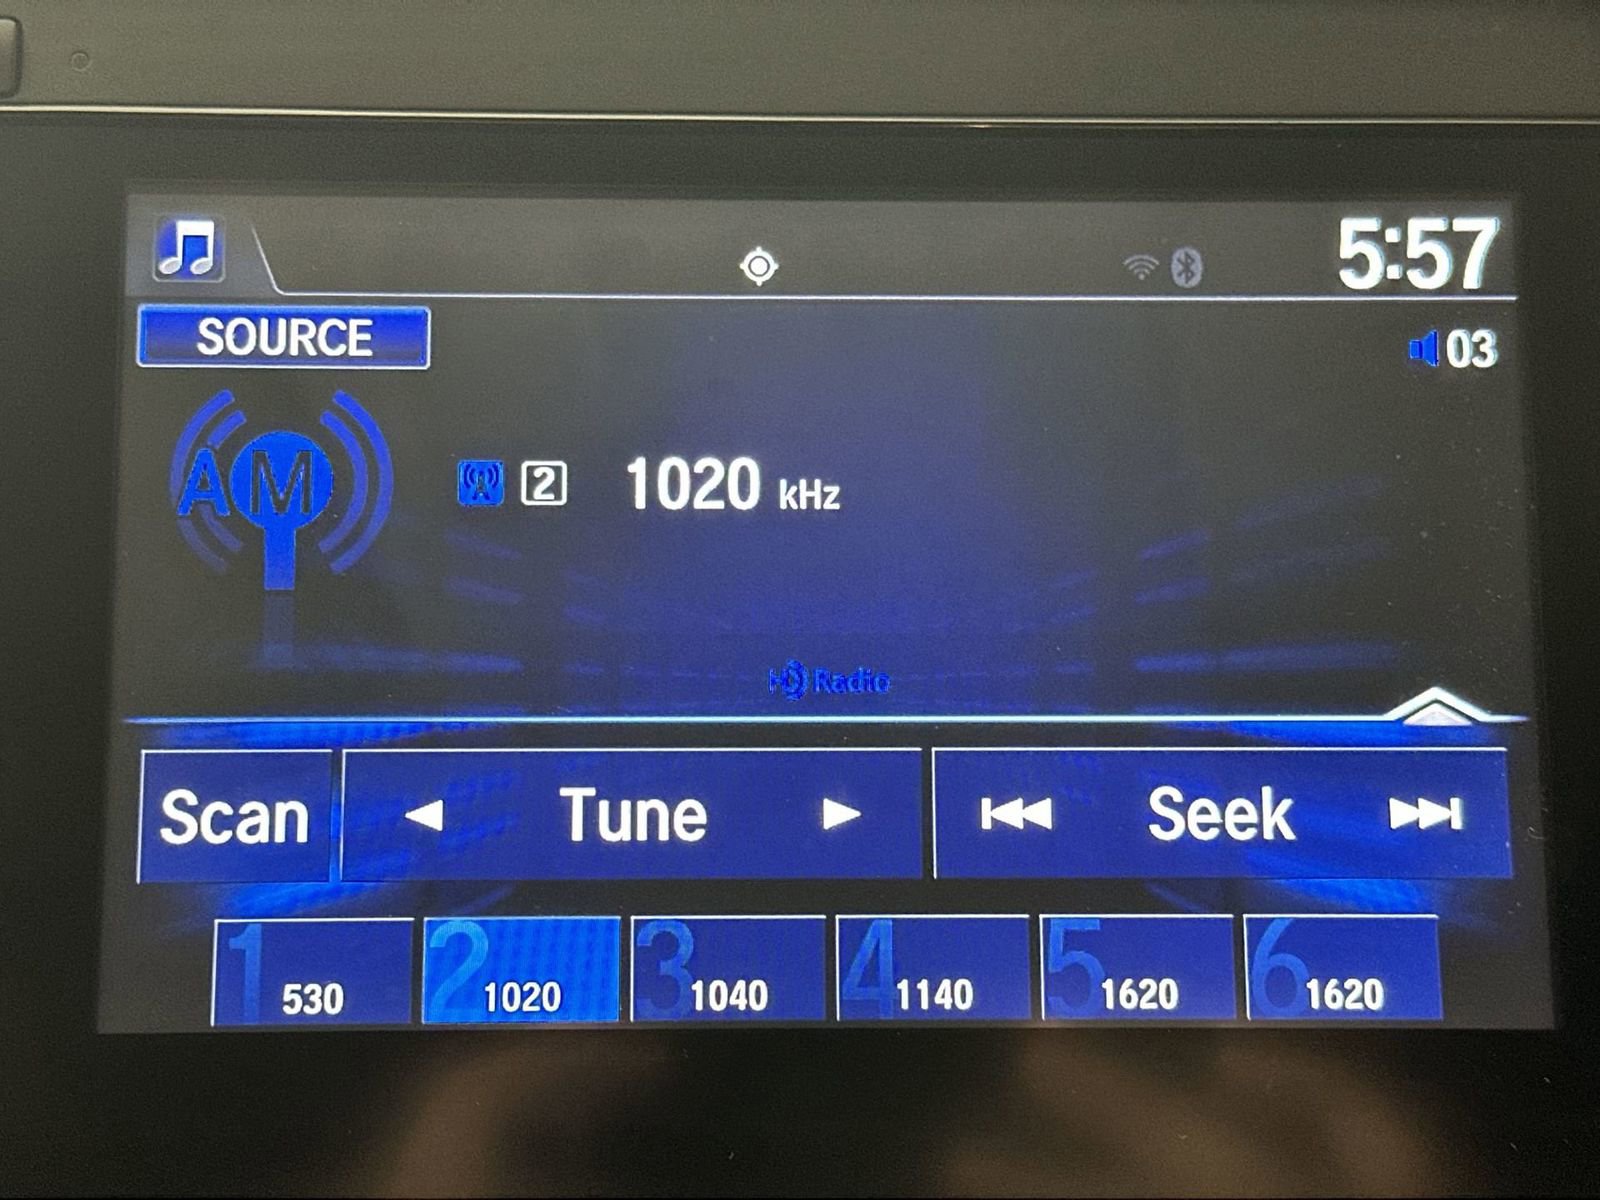 5:57
SOURCE
03
AM
2 1020 kHz
HD Radio
Scan Tune Seek
1 530 2 1020 3 1040 4 1140 5 1620 6 1620